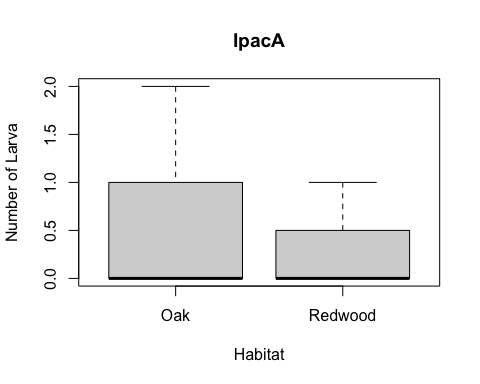 IpacA
Number of Larva
2.0
1.5
1.0
0.5
0.0
Oak
Redwood
Habitat